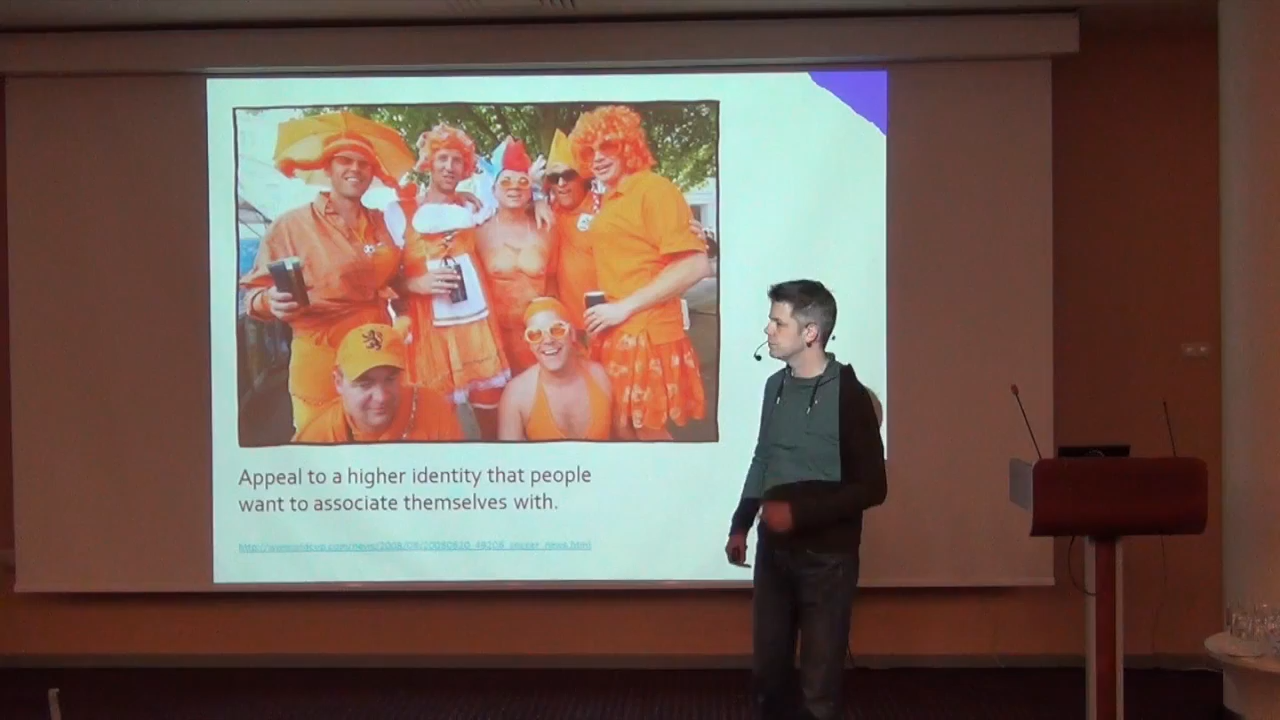 Appeal to a higher identity that people
want to associate themselves with.